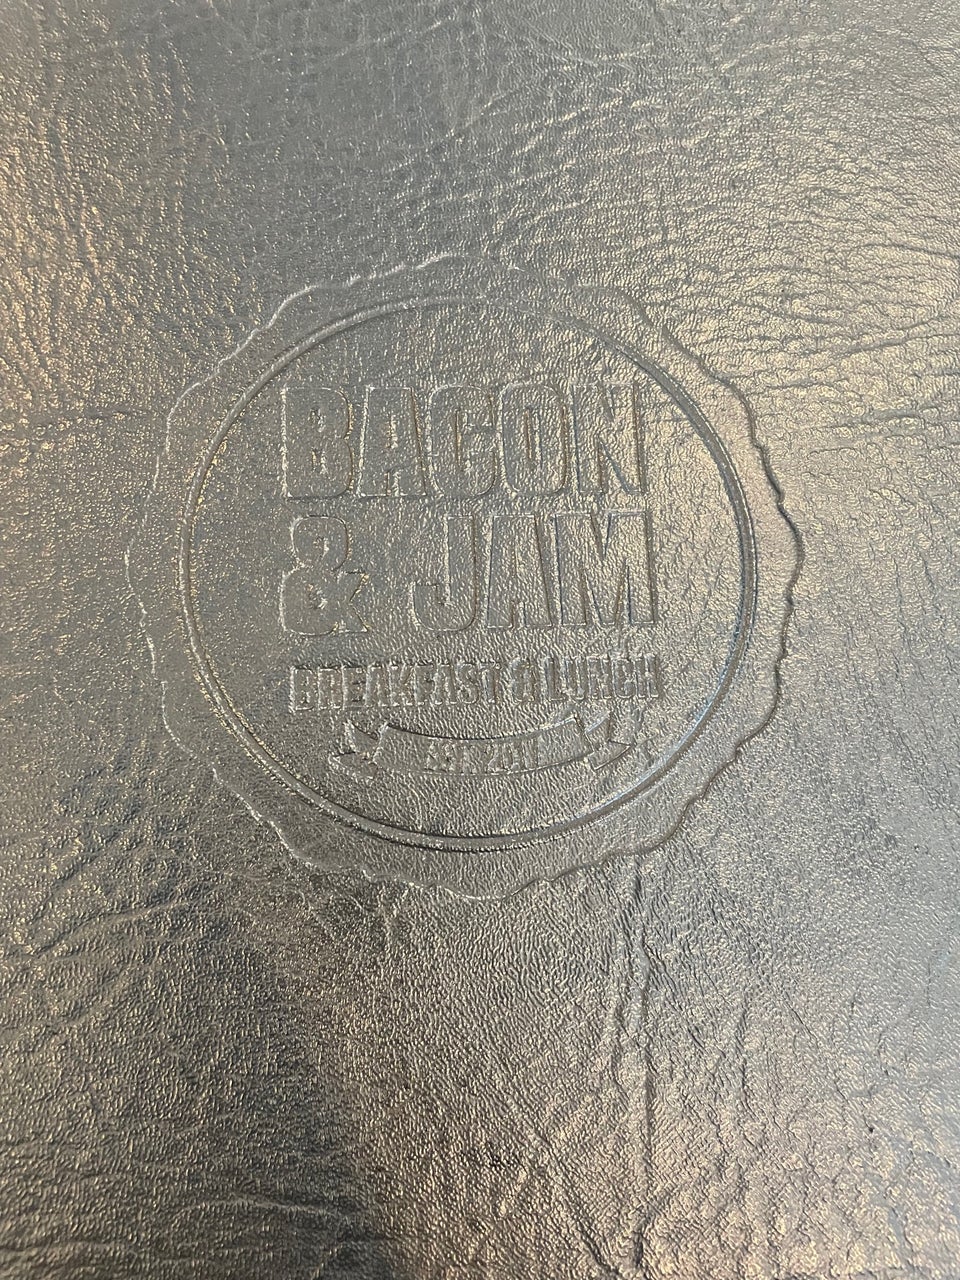 BACON
& JAM
BREAKFAST & LUNCH
EST.